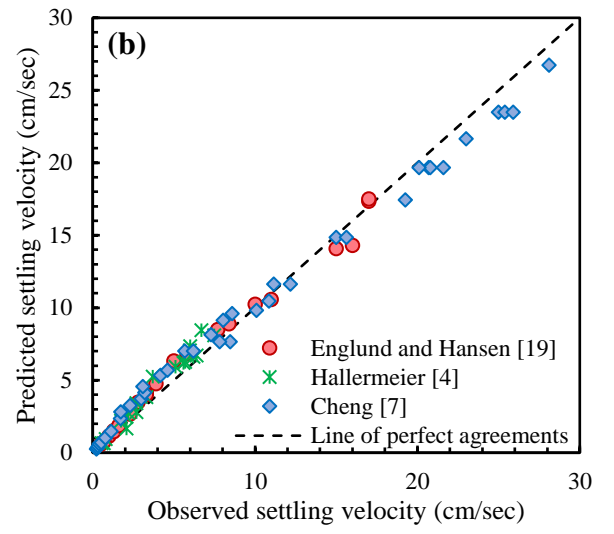 (b)
Predicted settling velocity (cm/sec)
30
25
20
15
10
5
0
Englund and Hansen [19]
Hallermeier [4]
Cheng [7]
Line of perfect agreements
0 10 20 30
Observed settling velocity (cm/sec)